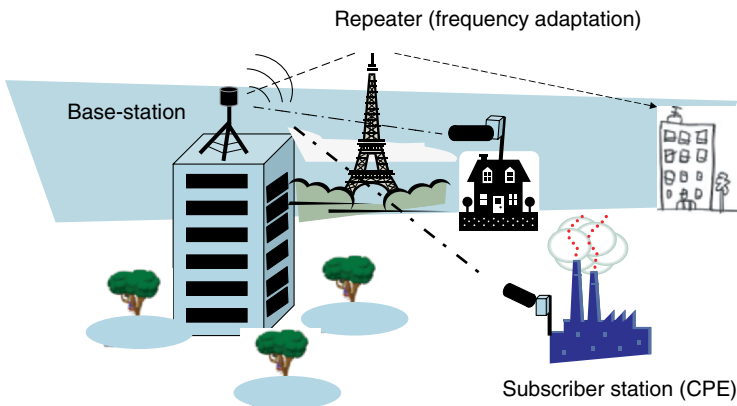 Repeater (frequency adaptation)
Base-station
Subscriber station (CPE)